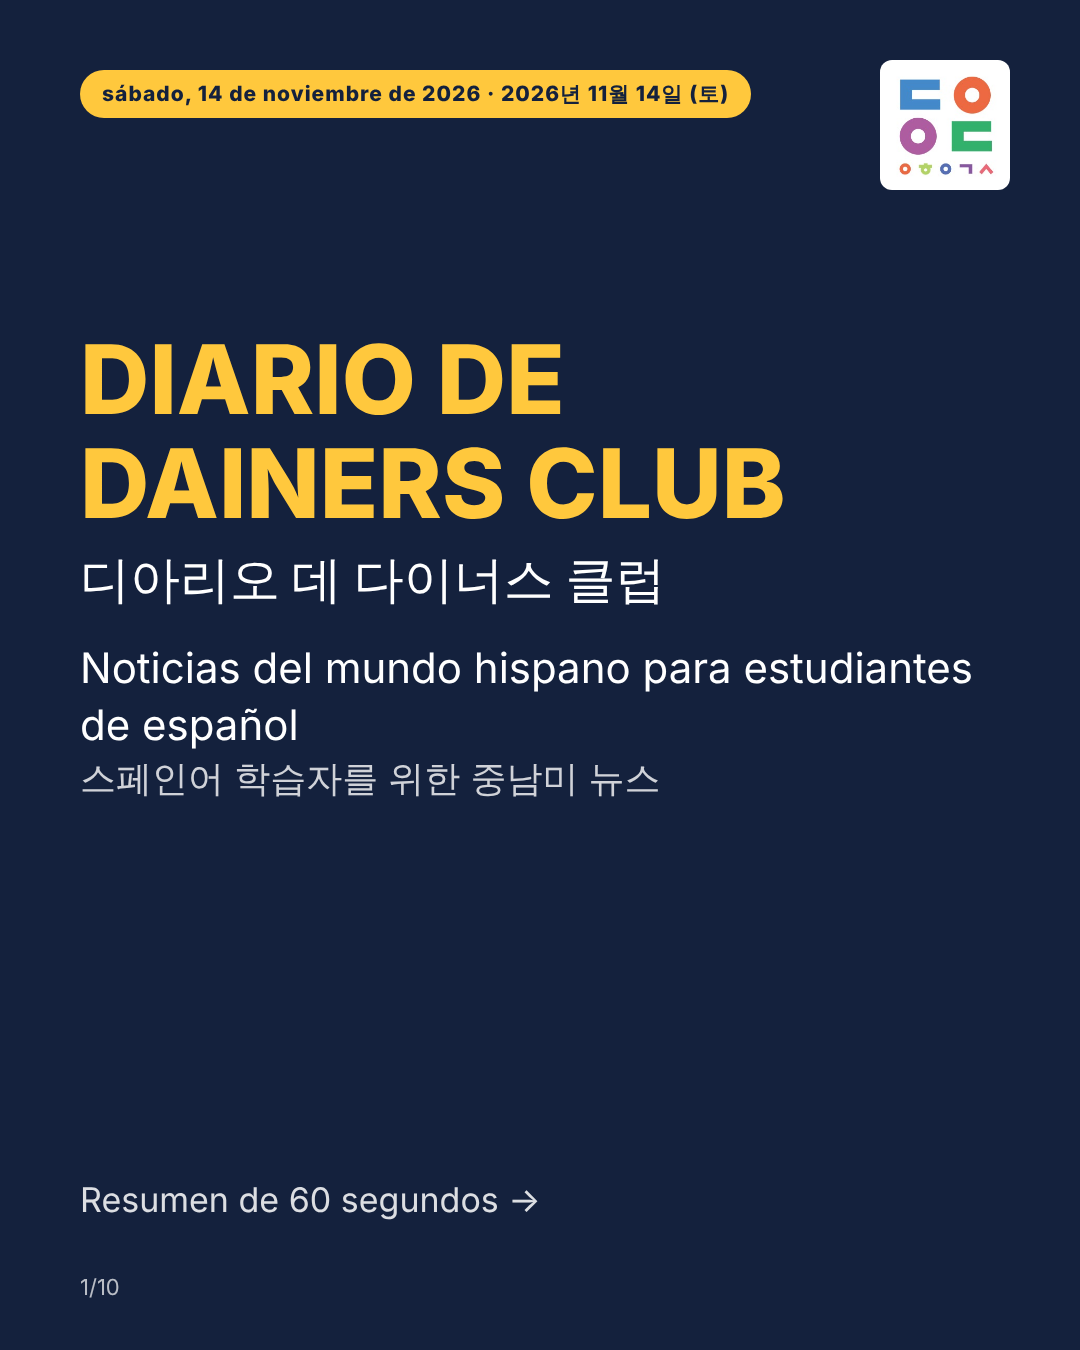 sábado, 14 de noviembre de 2026 · 2026년 11월 14일 (토)
ㄷㅇ
ㅇㄷ
ㅇㅎㅇㄱㅅ
DIARIO DE
DAINERS CLUB
디아리오 데 다이너스 클럽
Noticias del mundo hispano para estudiantes
de español
스페인어 학습자를 위한 중남미 뉴스
Resumen de 60 segundos →
1/10